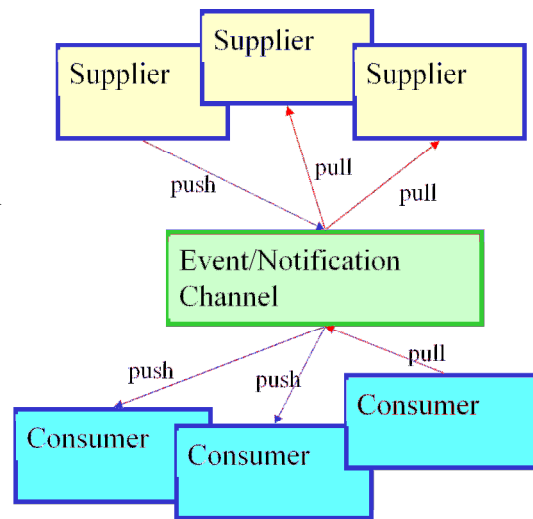 Supplier
Supplier
Supplier
push
pull
pull
Event/Notification
Channel
push
push
pull
Consumer
Consumer
Consumer